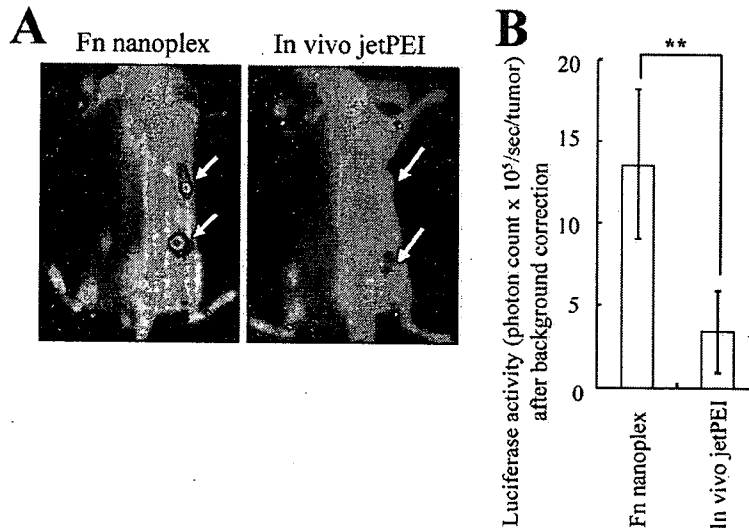 A
Fn nanoplex
In vivo jetPEI
B
Luciferase activity (photon count x 10⁵/sec/tumor)
after background correction
**
20
15
10
5
0
Fn nanoplex
In vivo jetPEI